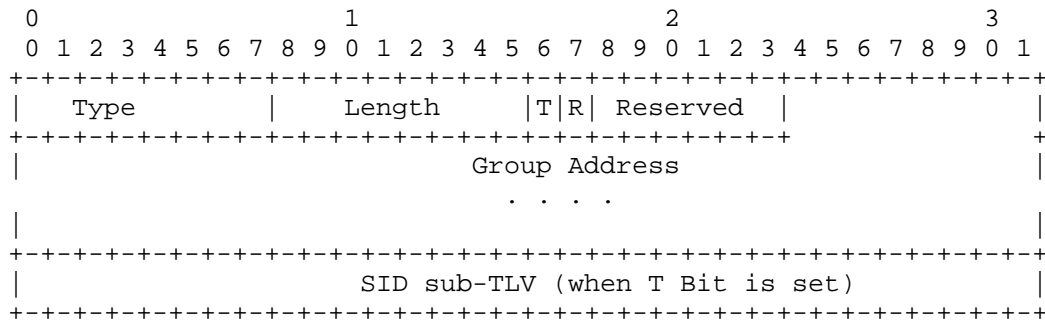 0                   1                   2                   3
 0 1 2 3 4 5 6 7 8 9 0 1 2 3 4 5 6 7 8 9 0 1 2 3 4 5 6 7 8 9 0 1
+-+-+-+-+-+-+-+-+-+-+-+-+-+-+-+-+-+-+-+-+-+-+-+-+-+-+-+-+-+-+-+-+
|   Type        |    Length     |T|R| Reserved  |               |
+-+-+-+-+-+-+-+-+-+-+-+-+-+-+-+-+-+-+-+-+-+-+-+-+               +
|                            Group Address                      |
                               . . . .
|                                                               |
+-+-+-+-+-+-+-+-+-+-+-+-+-+-+-+-+-+-+-+-+-+-+-+-+-+-+-+-+-+-+-+-+
|                     SID sub-TLV (when T Bit is set)           |
+-+-+-+-+-+-+-+-+-+-+-+-+-+-+-+-+-+-+-+-+-+-+-+-+-+-+-+-+-+-+-+-+